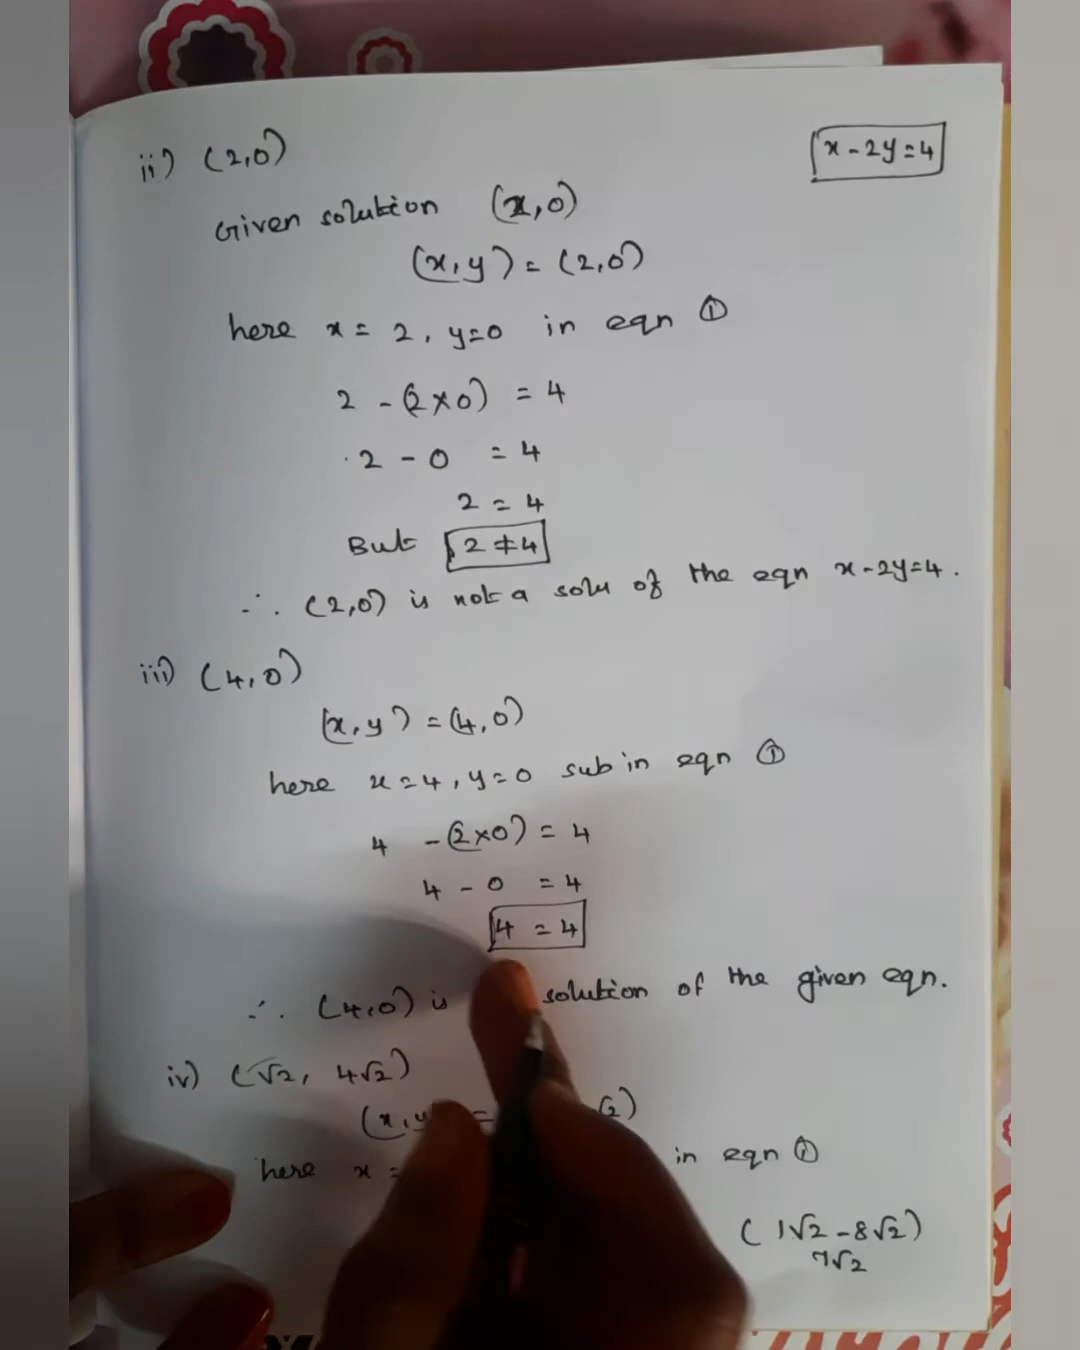 ii) (2,0)
x - 2y = 4
Given solution (x,0)
(x,y) = (2,0)
here x = 2, y=0 in eqn ①
2 - (2×0) = 4
2 - 0 = 4
2 = 4
But 2 ≠ 4
∴ (2,0) is not a solu of the eqn x-2y=4.
iii) (4,0)
(x,y) = (4,0)
here x=4, y=0 sub in eqn ①
4 - (2×0) = 4
4 - 0 = 4
4 = 4
∴ (4,0) is solution of the given eqn.
iv) (√2, 4√2)
(x,y =
here x = in eqn ①
( 1√2 - 8√2 )
7√2